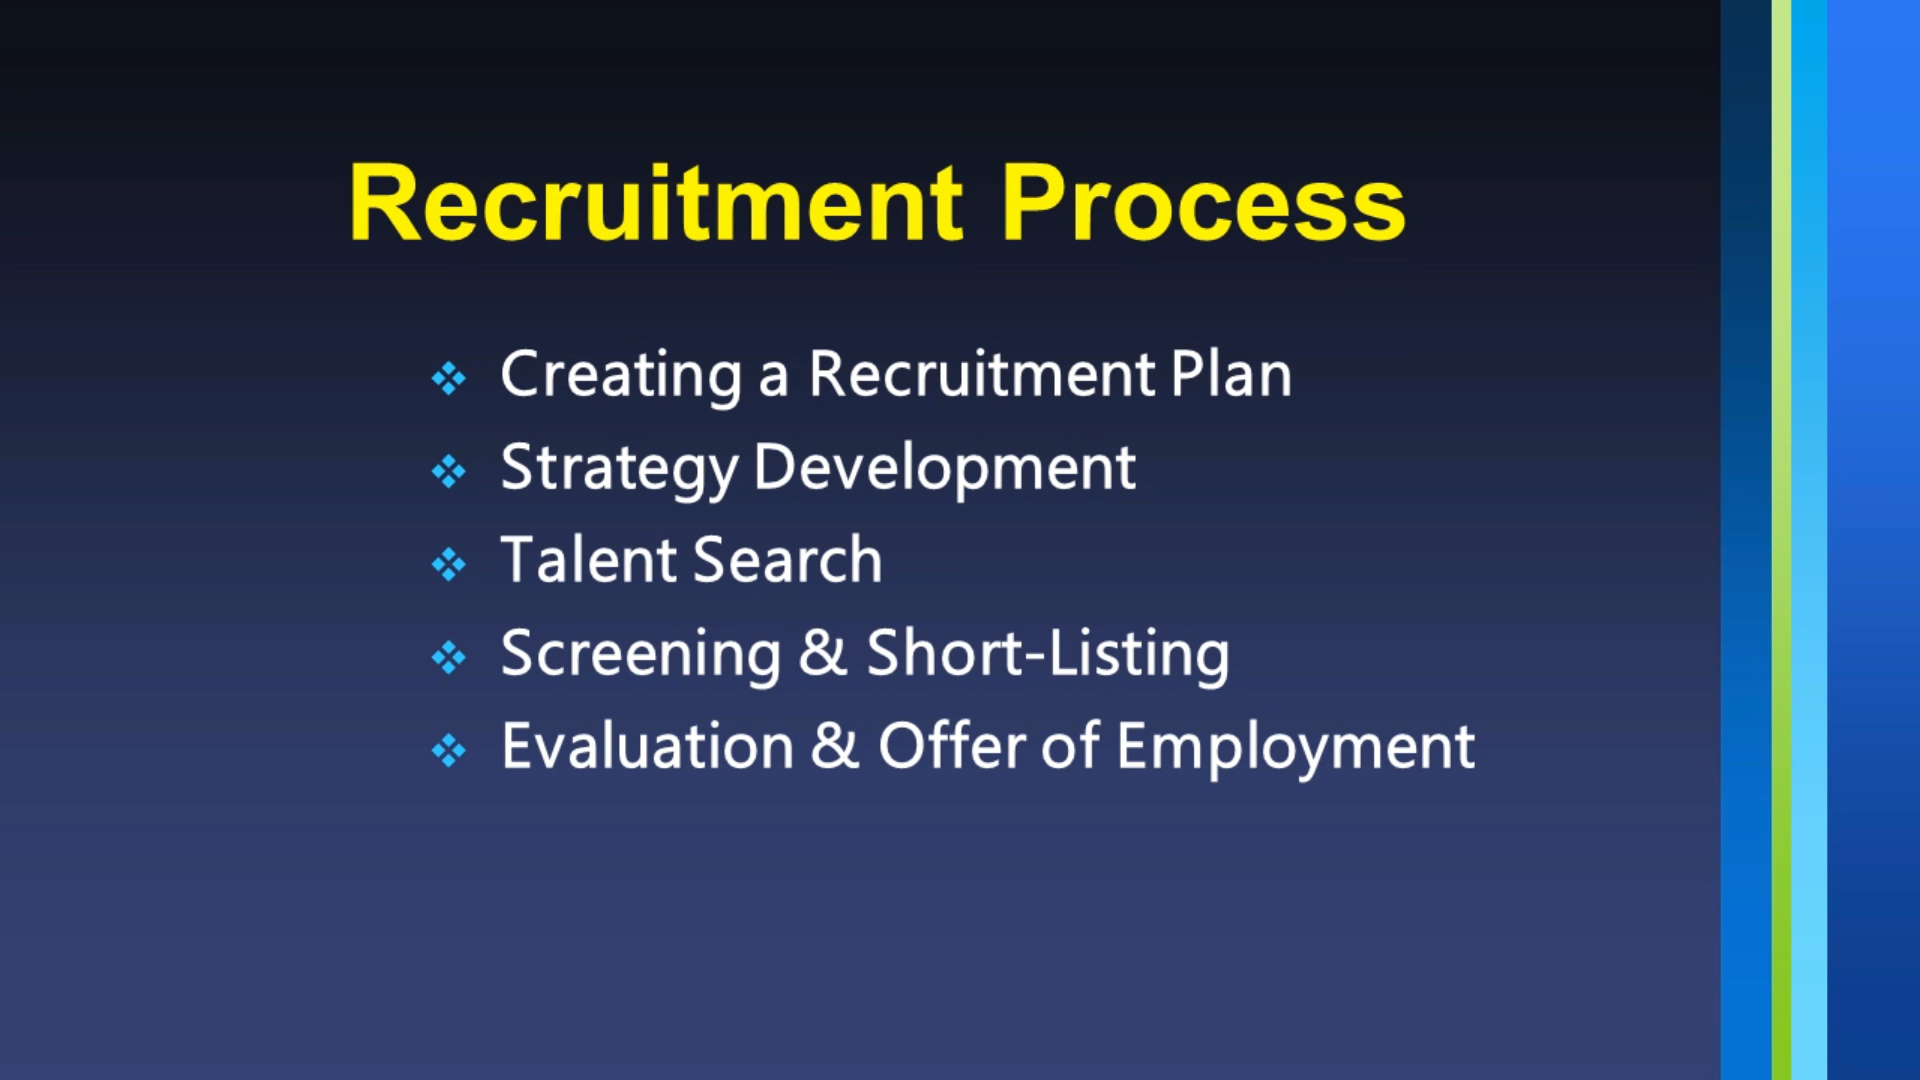 Recruitment Process
Creating a Recruitment Plan
Strategy Development
Talent Search
Screening & Short-Listing
Evaluation & Offer of Employment